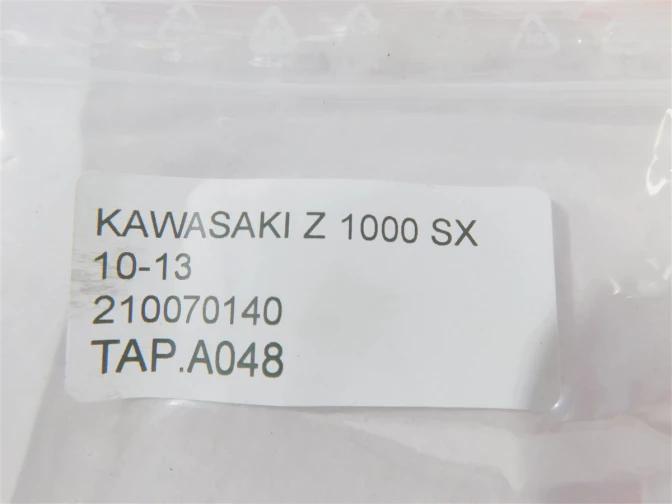 KAWASAKI Z 1000 SX
10-13
210070140
TAP.A048